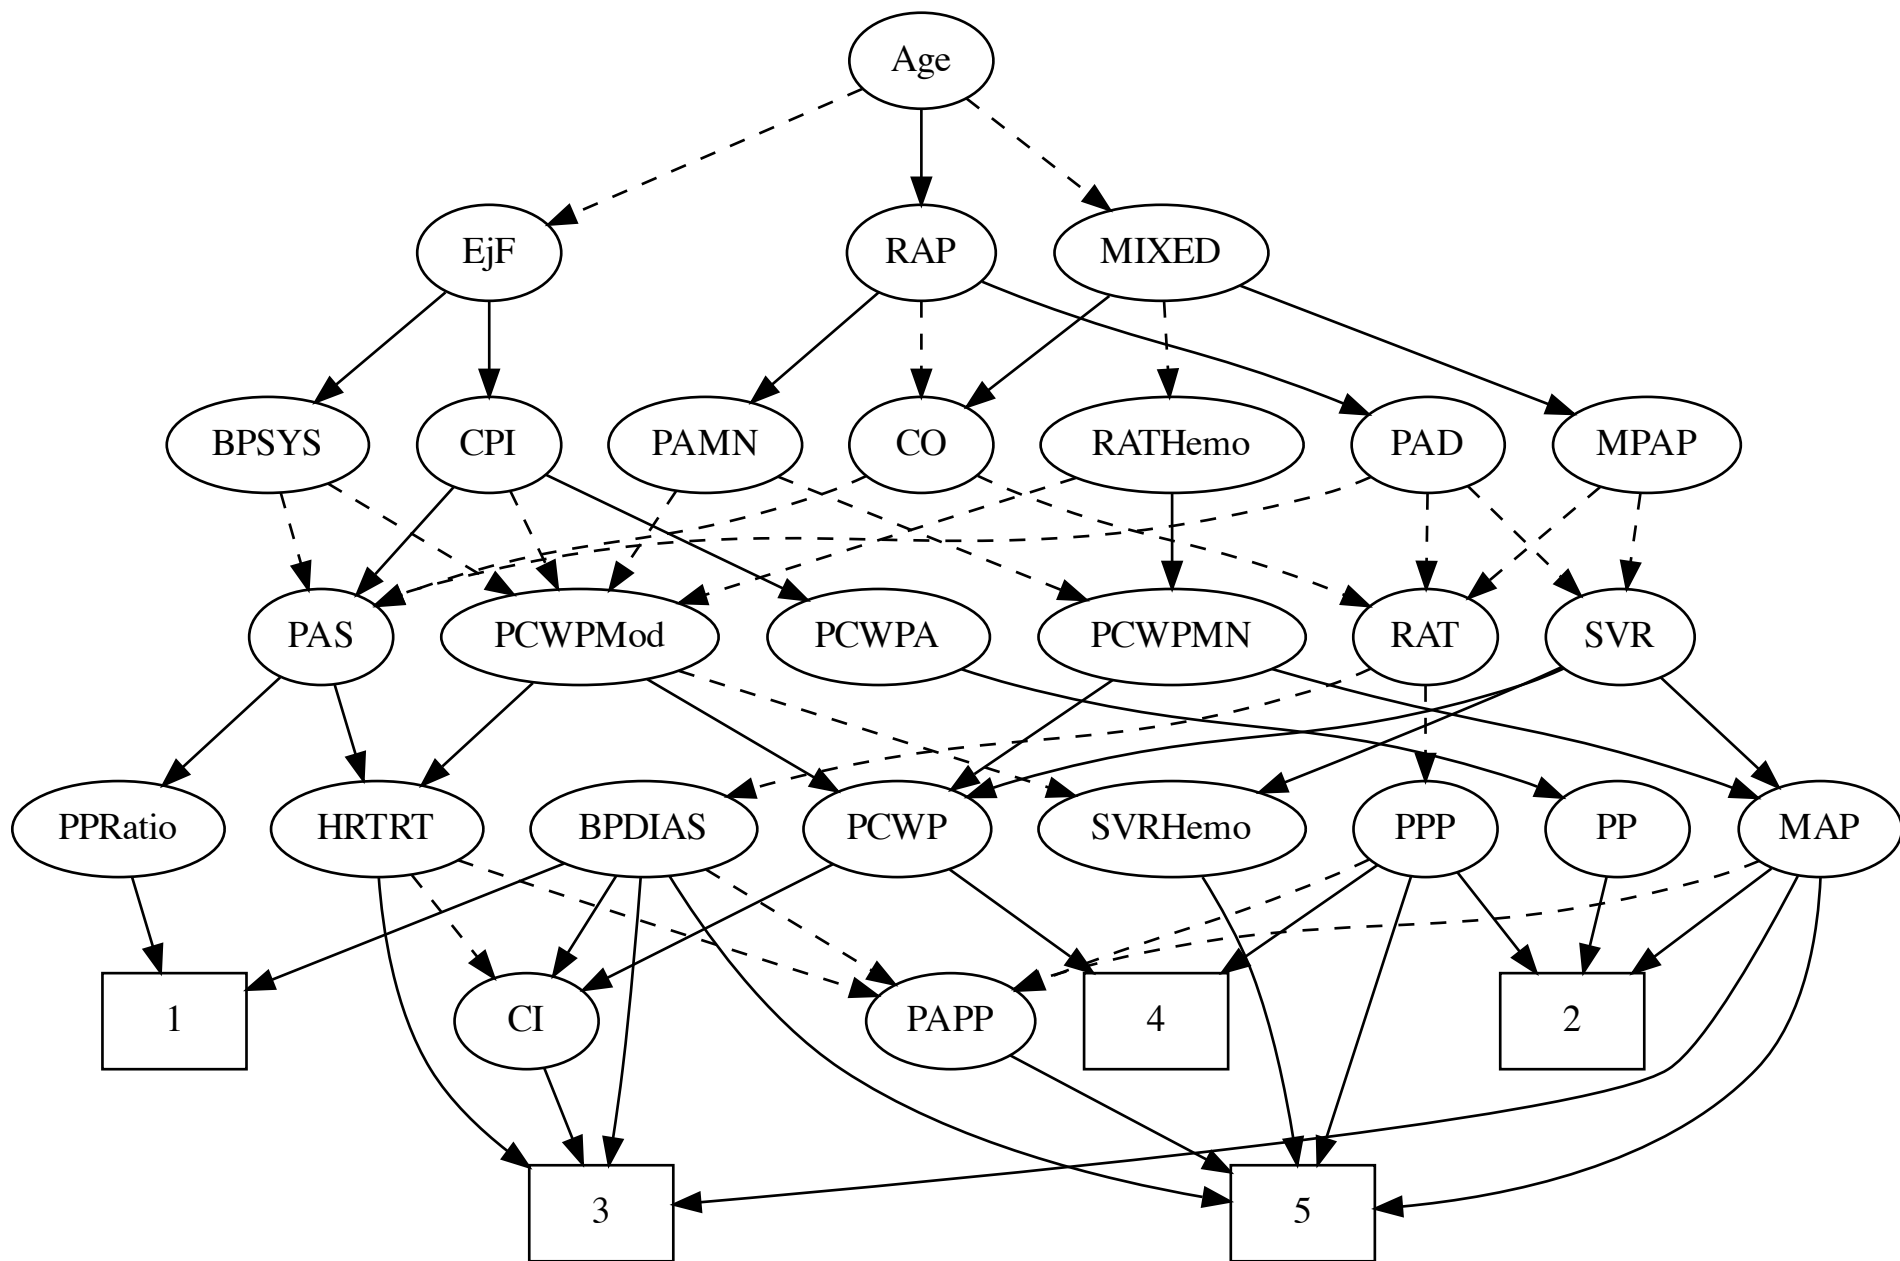 Age
EjF
RAP
MIXED
BPSYS
CPI
PAMN
CO
RATHemo
PAD
MPAP
PAS
PCWPMod
PCWPA
PCWPMN
RAT
SVR
PPRatio
HRTRT
BPDIAS
PCWP
SVRHemo
PPP
PP
MAP
1
CI
PAPP
4
2
3
5